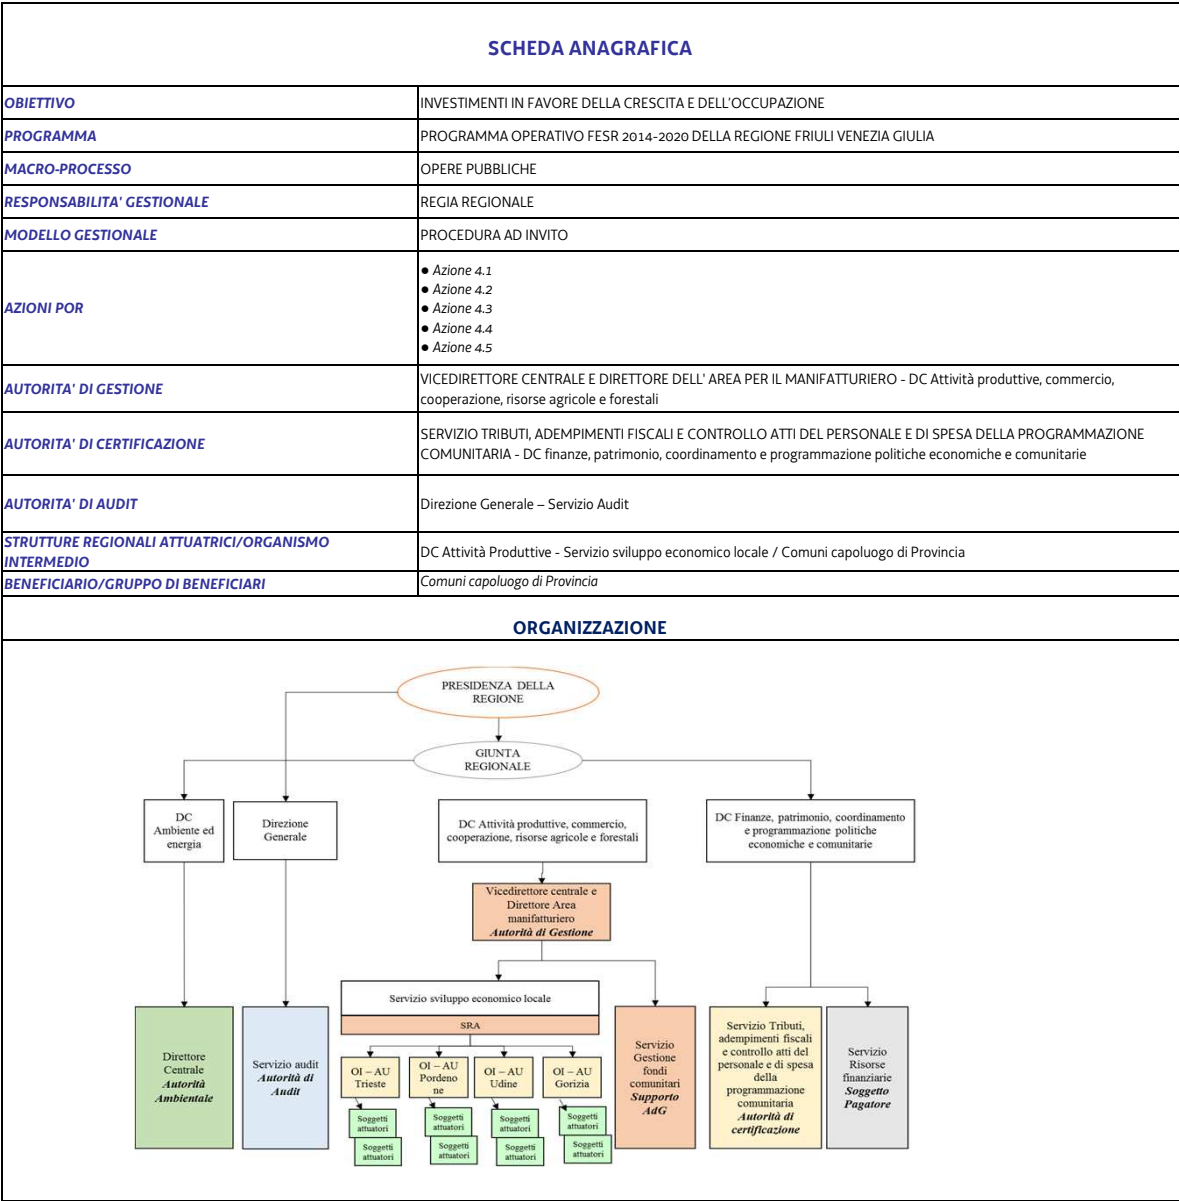 SCHEDA ANAGRAFICA
OBIETTIVO
INVESTIMENTI IN FAVORE DELLA CRESCITA E DELL'OCCUPAZIONE
PROGRAMMA
PROGRAMMA OPERATIVO FESR 2014-2020 DELLA REGIONE FRIULI VENEZIA GIULIA
MACRO-PROCESSO
OPERE PUBBLICHE
RESPONSABILITA' GESTIONALE
REGIA REGIONALE
MODELLO GESTIONALE
PROCEDURA AD INVITO
AZIONI POR
● Azione 4.1
● Azione 4.2
● Azione 4.3
● Azione 4.4
● Azione 4.5
AUTORITA' DI GESTIONE
VICEDIRETTORE CENTRALE E DIRETTORE DELL' AREA PER IL MANIFATTURIERO - DC Attività produttive, commercio,
cooperazione, risorse agricole e forestali
AUTORITA' DI CERTIFICAZIONE
SERVIZIO TRIBUTI, ADEMPIMENTI FISCALI E CONTROLLO ATTI DEL PERSONALE E DI SPESA DELLA PROGRAMMAZIONE
COMUNITARIA - DC finanze, patrimonio, coordinamento e programmazione politiche economiche e comunitarie
AUTORITA' DI AUDIT
Direzione Generale – Servizio Audit
STRUTTURE REGIONALI ATTUATRICI/ORGANISMO
INTERMEDIO
DC Attività Produttive - Servizio sviluppo economico locale / Comuni capoluogo di Provincia
BENEFICIARIO/GRUPPO DI BENEFICIARI
Comuni capoluogo di Provincia
ORGANIZZAZIONE
PRESIDENZA DELLA
REGIONE
GIUNTA
REGIONALE
DC
Ambiente ed
energia
Direzione
Generale
DC Attività produttive, commercio,
cooperazione, risorse agricole e forestali
DC Finanze, patrimonio, coordinamento
e programmazione politiche
economiche e comunitarie
Vicedirettore centrale e
Direttore Area
manifatturiero
Autorità di Gestione
Servizio sviluppo economico locale
SRA
OI – AU
Trieste
OI – AU
Pordeno
ne
OI – AU
Udine
OI – AU
Gorizia
Soggetti
attuatori
Soggetti
attuatori
Soggetti
attuatori
Soggetti
attuatori
Soggetti
attuatori
Soggetti
attuatori
Soggetti
attuatori
Soggetti
attuatori
Direttore
Centrale
Autorità
Ambientale
Servizio audit
Autorità di
Audit
Servizio
Gestione
fondi
comunitari
Supporto
AdG
Servizio Tributi,
adempimenti fiscali
e controllo atti del
personale e di spesa
della
programmazione
comunitaria
Autorità di
certificazione
Servizio
Risorse
finanziarie
Soggetto
Pagatore